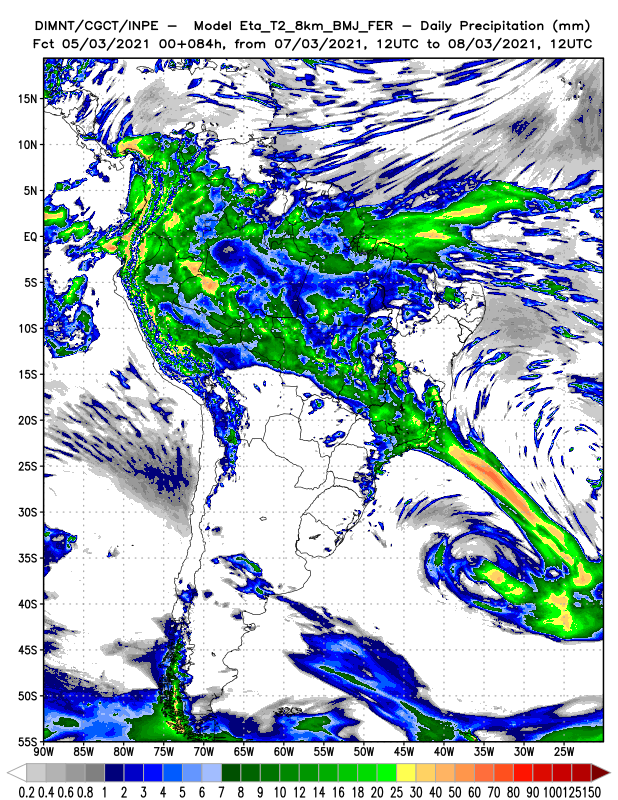 DIMNT/CGCT/INPE – Model Eta_T2_8km_BMJ_FER – Daily Precipitation (mm)
Fct 05/03/2021 00+084h, from 07/03/2021, 12UTC to 08/03/2021, 12UTC
15N
10N
5N
EQ
5S
10S
15S
20S
25S
30S
35S
40S
45S
50S
55S
90W 85W 80W 75W 70W 65W 60W 55W 50W 45W 40W 35W 30W 25W
0.2 0.4 0.6 0.8 1 2 3 4 5 6 7 8 9 10 12 14 16 18 20 25 30 40 50 60 70 80 90 100 125 150